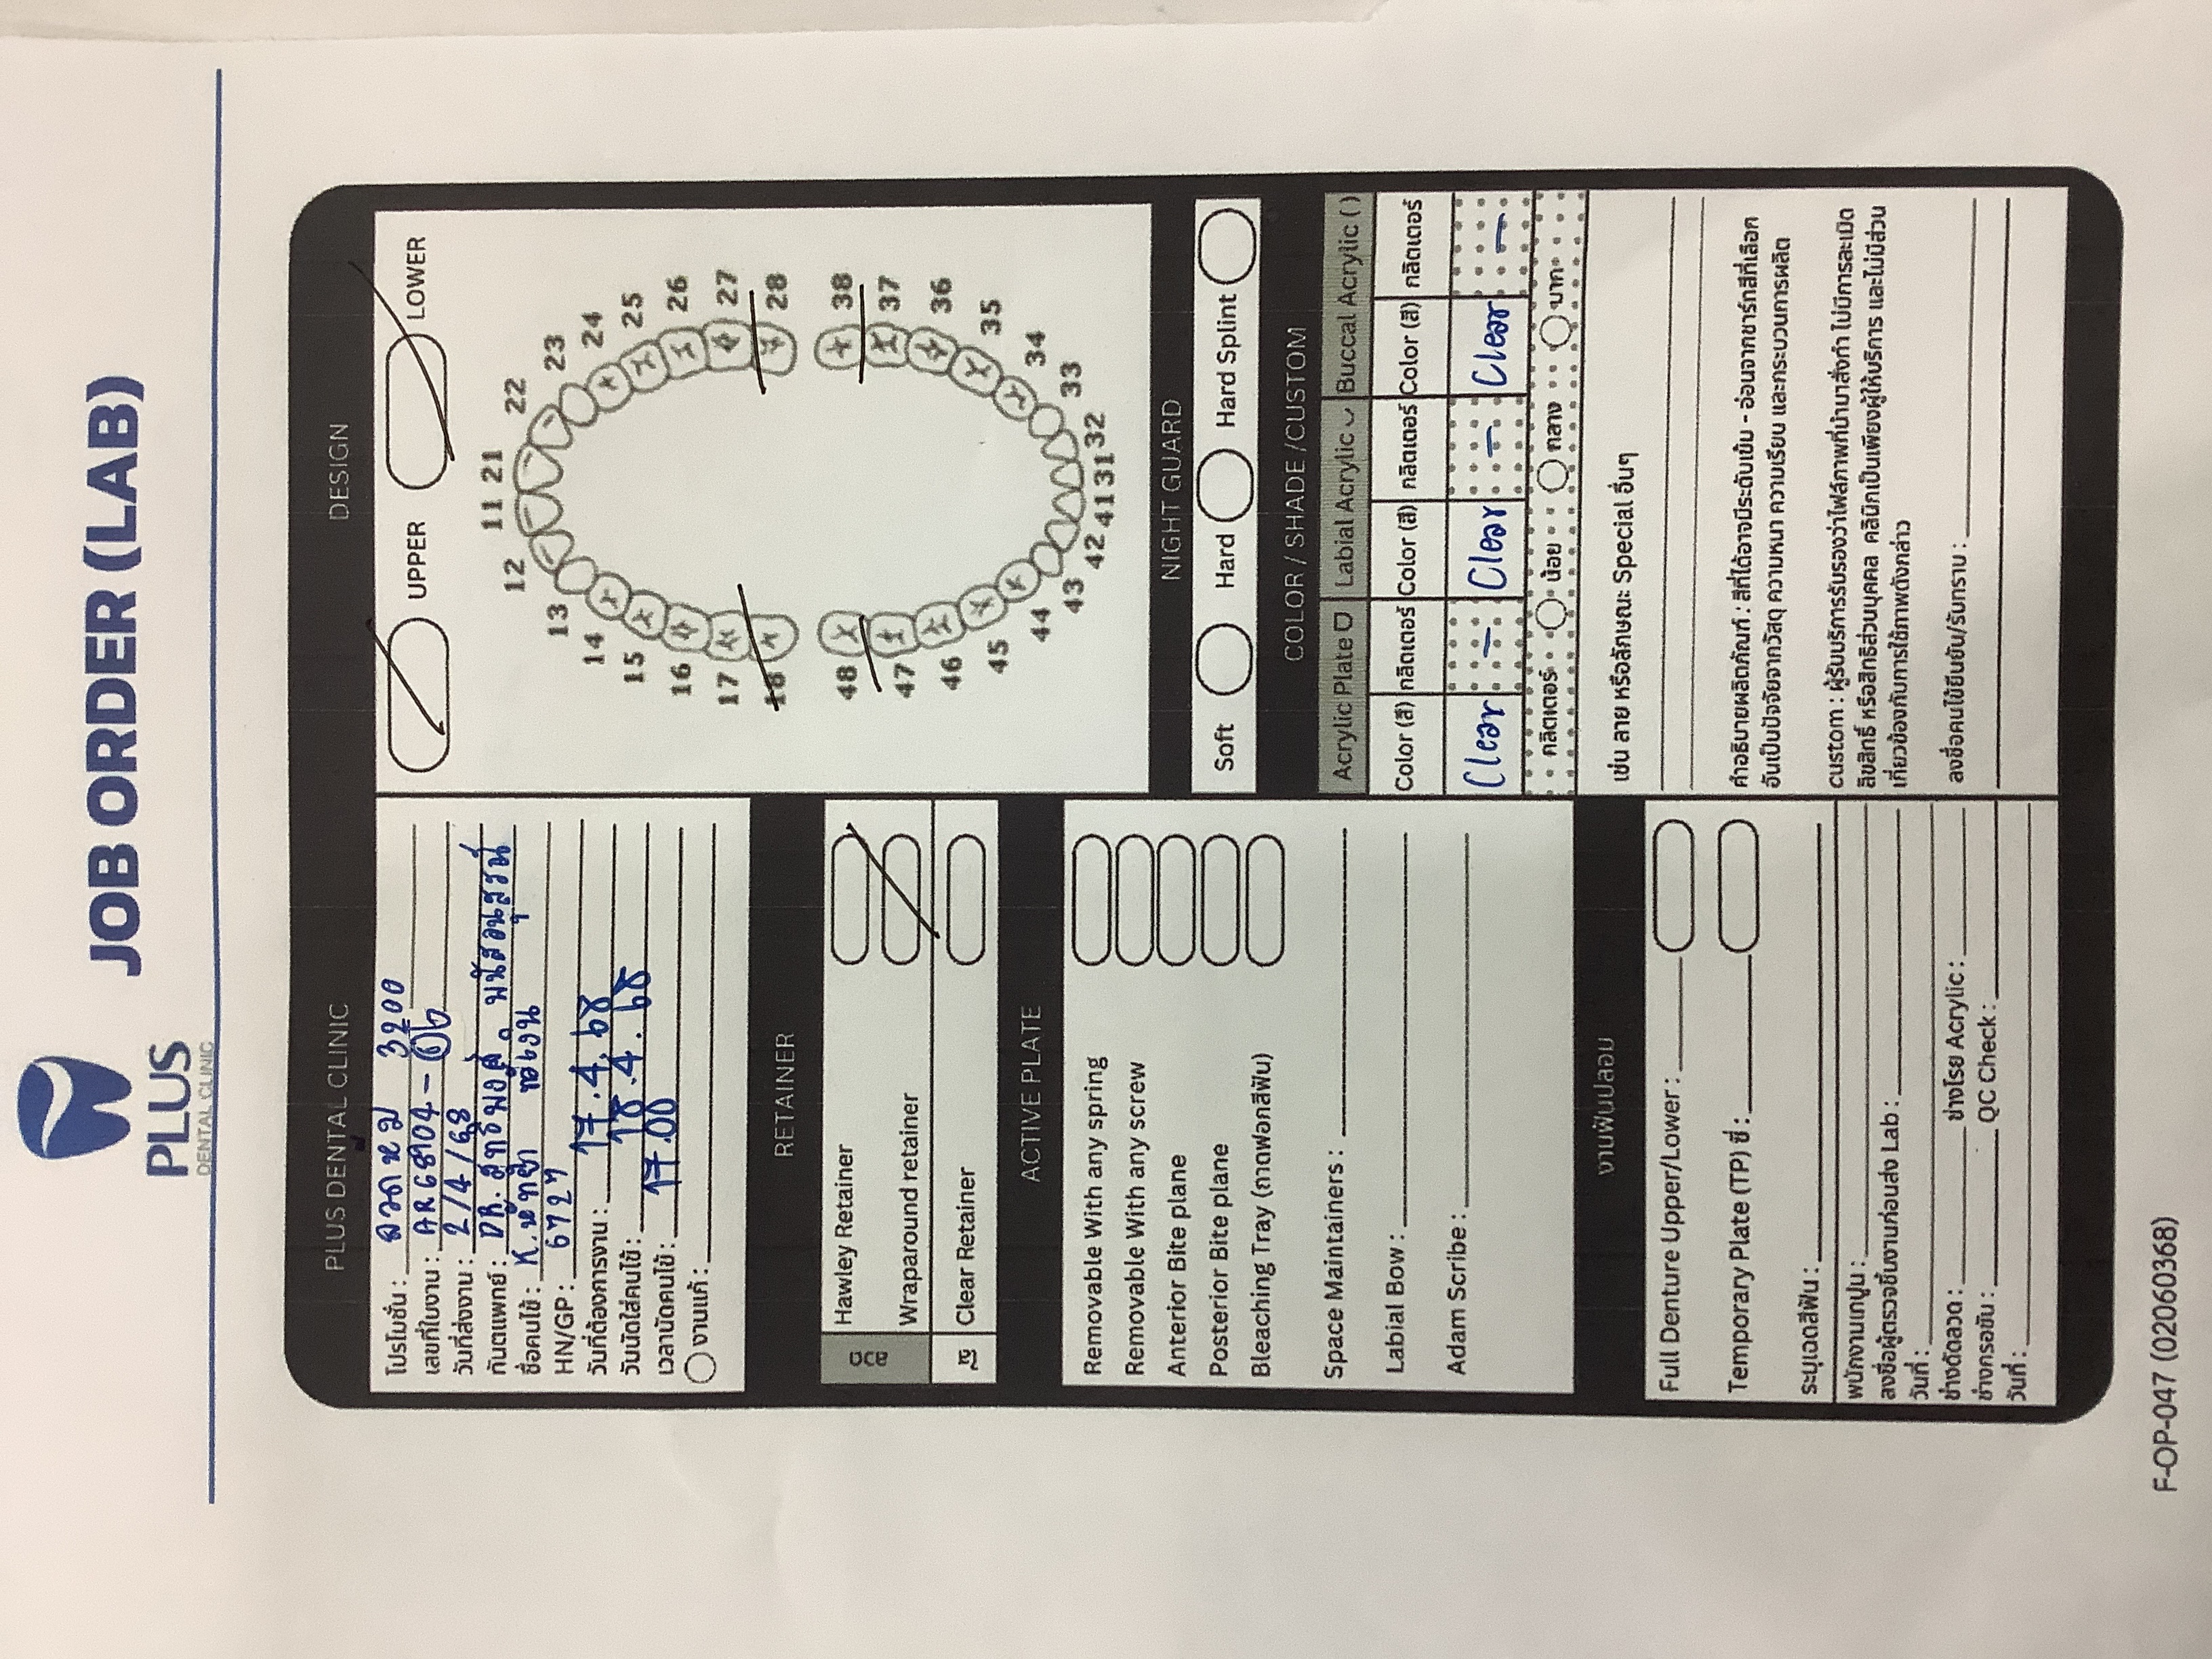 PLUS
DENTAL CLINIC
JOB ORDER (LAB)
PLUS DENTAL CLINIC
โปรโมชั่น : ลวด 3200
เลขที่ใบงาน : AR68904 - 06
วันที่ส่งงาน : 2/4/68
ทันตแพทย์ : DR. สุทธิพงศ์
ชื่อคนไข้ : K.
HN/GP : 6727
วันที่ต้องการงาน : 17.4.68
วันนัดใส่คนไข้ : 18.4.68
เวลานัดคนไข้ : 17.00
งานแก้ :
RETAINER
ลวด
Hawley Retainer
Wraparound retainer
ใส
Clear Retainer
ACTIVE PLATE
Removable With any spring
Removable With any screw
Anterior Bite plane
Posterior Bite plane
Bleaching Tray (ถาดฟอกสีฟัน)
Space Maintainers :
Labial Bow :
Adam Scribe :
งานฟันปลอม
Full Denture Upper/Lower :
Temporary Plate (TP) ซี่ :
ระบุเฉดสีฟัน :
พนักงานเทปูน :
ลงชื่อผู้ตรวจชิ้นงานก่อนส่ง Lab :
วันที่ :
ช่างดัดลวด : ช่างโรย Acrylic :
ช่างกรอขัน : QC Check :
วันที่ :
DESIGN
UPPER LOWER
11 21
12 22
13 23
14 24
15 25
16 26
17 27
18 28
48 38
47 37
46 36
45 35
44 34
43 33
42 41 31 32
NIGHT GUARD
Soft Hard Hard Splint
COLOR / SHADE /CUSTOM
Acrylic Plate Labial Acrylic Buccal Acrylic ( )
Color (สี) กลิตเตอร์ Color (สี) กลิตเตอร์ Color (สี) กลิตเตอร์
Clear — Clear — Clear —
กลิตเตอร์ น้อย กลาง มาก
เช่น ลาย หรือลักษณะ Special อื่นๆ
คำอธิบายผลิตภัณฑ์ : สีที่ได้อาจมีระดับเข้ม - อ่อนจากชาร์ทสีที่เลือก
อันเป็นปัจจัยจากวัสดุ ความหนา ความเรียบ และกระบวนการผลิต
custom : ผู้รับบริการรับรองว่าไฟล์ภาพที่นำมาสั่งทำ ไม่มีการละเมิด
ลิขสิทธิ์ หรือสิทธิส่วนบุคคล คลินิกเป็นเพียงผู้ให้บริการ และไม่มีส่วน
เกี่ยวข้องกับการใช้ภาพดังกล่าว
ลงชื่อคนไข้ยืนยัน/รับทราบ :
F-OP-047 (02060368)